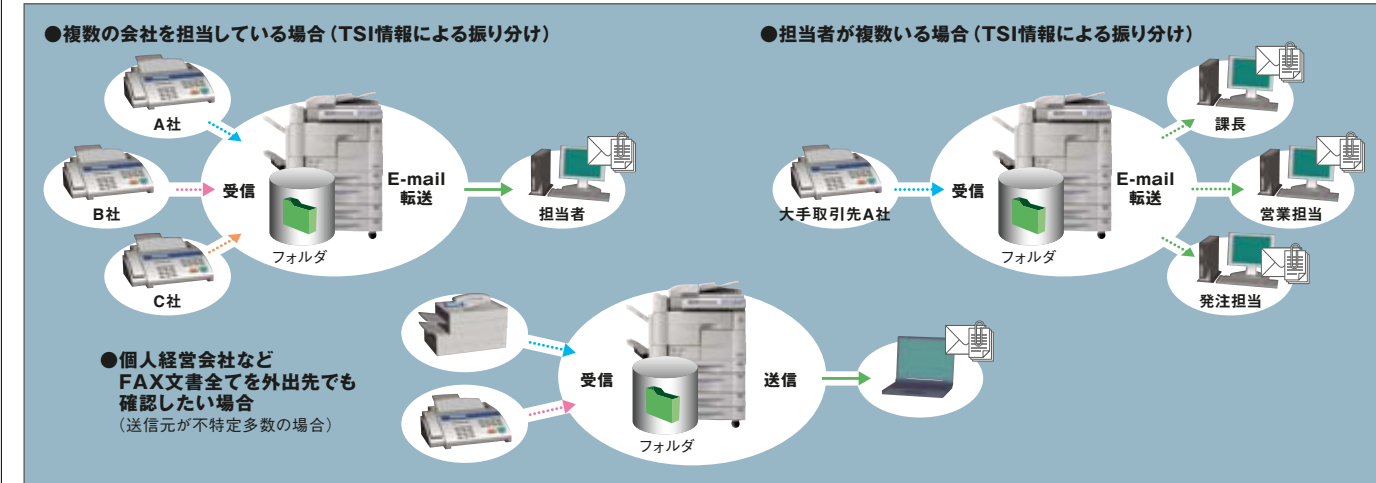 ●複数の会社を担当している場合（TSI情報による振り分け）
A社
B社
C社
受信
フォルダ
E-mail
転送
担当者
●担当者が複数いる場合（TSI情報による振り分け）
大手取引先A社
受信
フォルダ
E-mail
転送
課長
営業担当
発注担当
●個人経営会社など
FAX文書全てを外出先でも
確認したい場合
（送信元が不特定多数の場合）
受信
フォルダ
送信